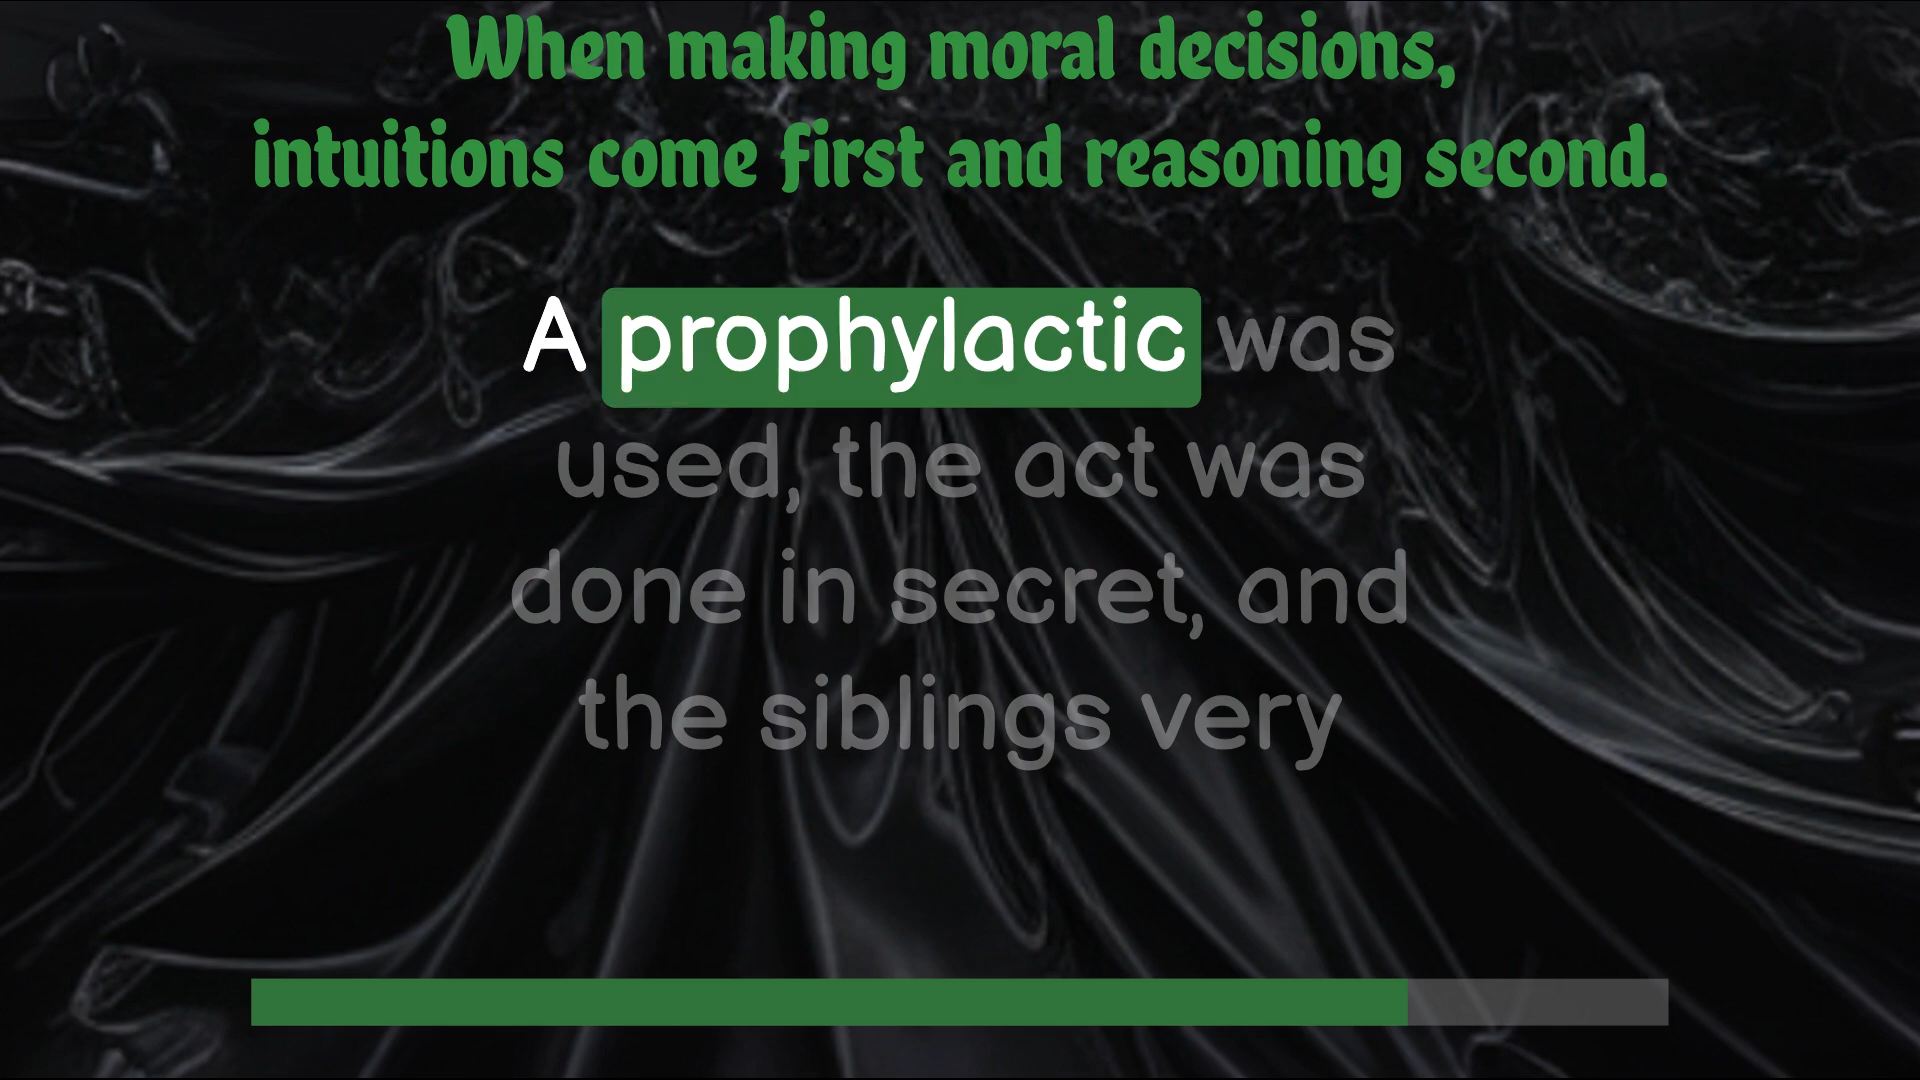 When making moral decisions,
intuitions come first and reasoning second.
A prophylactic was
used, the act was
done in secret, and
the siblings very